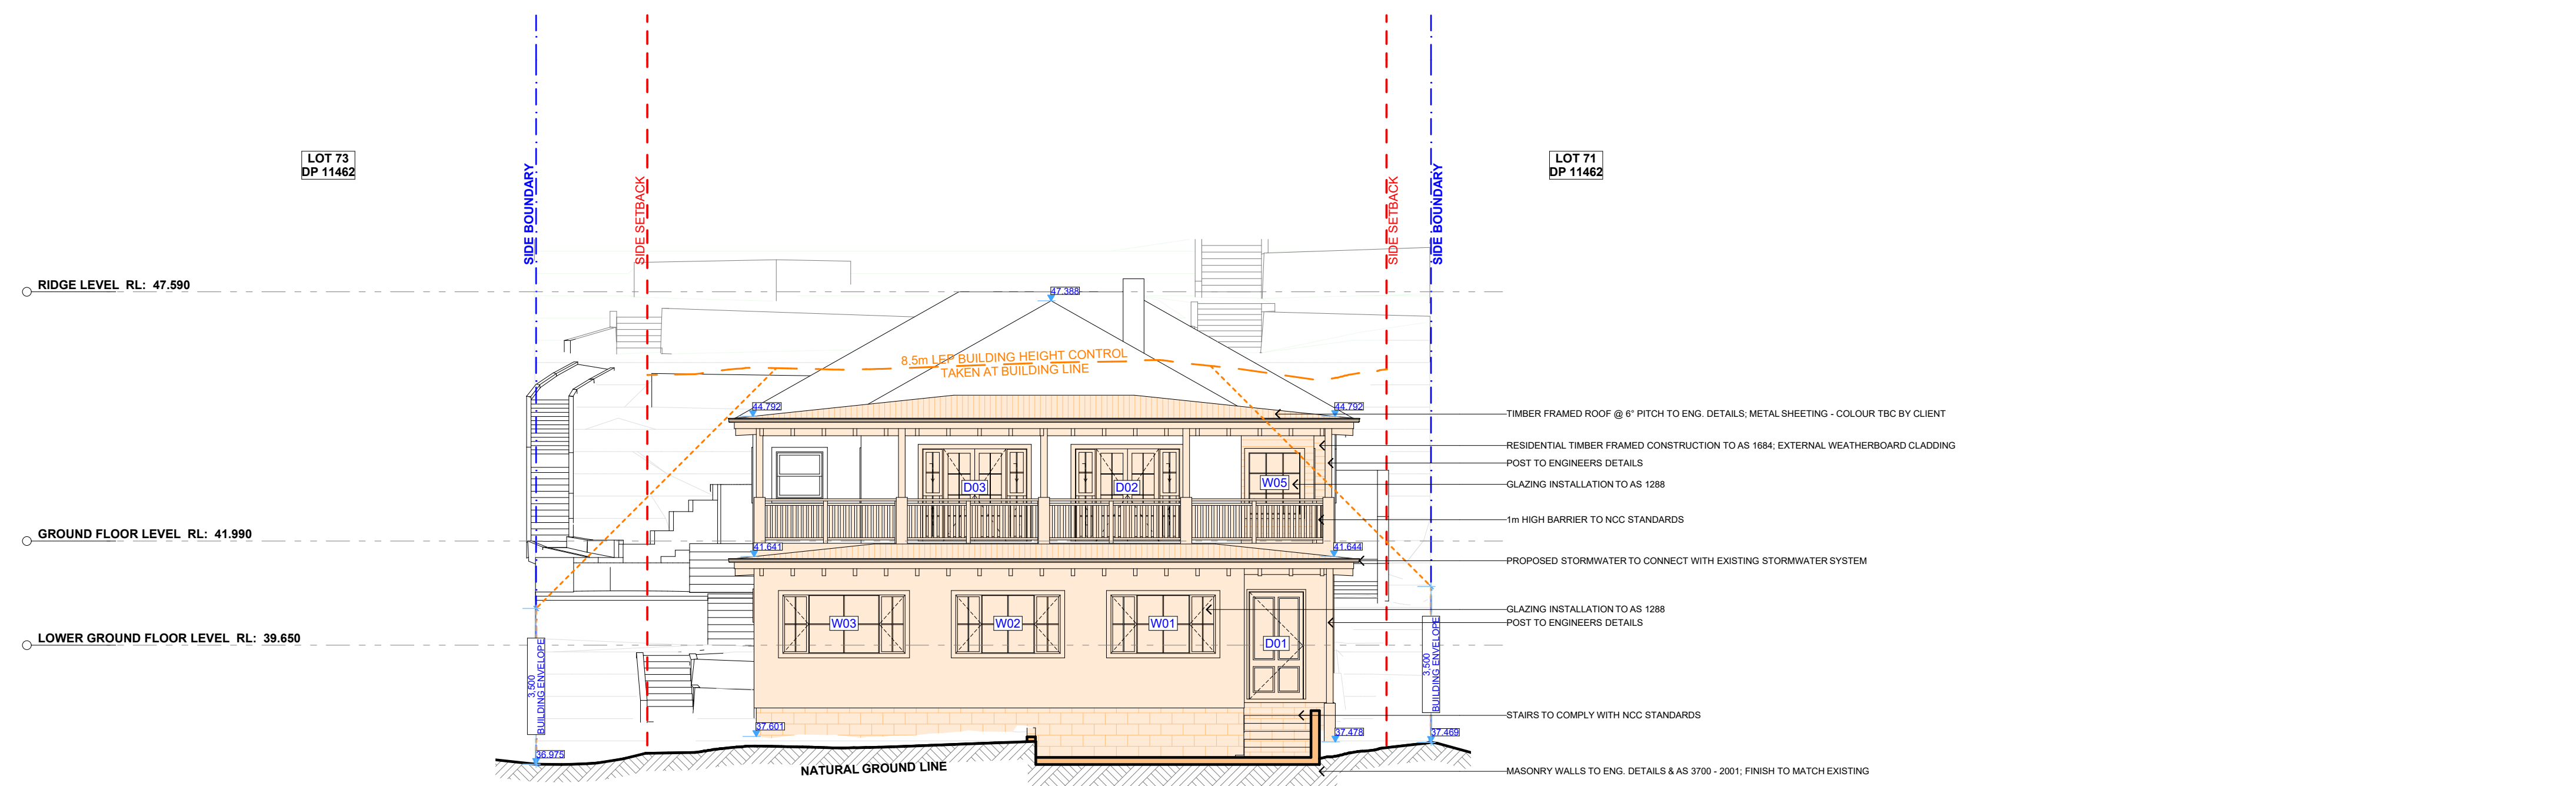 LOT 73
DP 11462
SIDE BOUNDARY
SIDE SETBACK
SIDE SETBACK
SIDE BOUNDARY
LOT 71
DP 11462
RIDGE LEVEL RL: 47.590
47.388
8.5m LEP BUILDING HEIGHT CONTROL
TAKEN AT BUILDING LINE
44.792
44.792
TIMBER FRAMED ROOF @ 6° PITCH TO ENG. DETAILS; METAL SHEETING - COLOUR TBC BY CLIENT
RESIDENTIAL TIMBER FRAMED CONSTRUCTION TO AS 1684; EXTERNAL WEATHERBOARD CLADDING
POST TO ENGINEERS DETAILS
D03
D02
W05
GLAZING INSTALLATION TO AS 1288
1m HIGH BARRIER TO NCC STANDARDS
GROUND FLOOR LEVEL RL: 41.990
41.641
41.644
PROPOSED STORMWATER TO CONNECT WITH EXISTING STORMWATER SYSTEM
GLAZING INSTALLATION TO AS 1288
W03
W02
W01
POST TO ENGINEERS DETAILS
LOWER GROUND FLOOR LEVEL RL: 39.650
D01
3,500
BUILDING ENVELOPE
3,500
BUILDING ENVELOPE
STAIRS TO COMPLY WITH NCC STANDARDS
37.601
37.478
37.469
36.975
NATURAL GROUND LINE
MASONRY WALLS TO ENG. DETAILS & AS 3700 - 2001; FINISH TO MATCH EXISTING